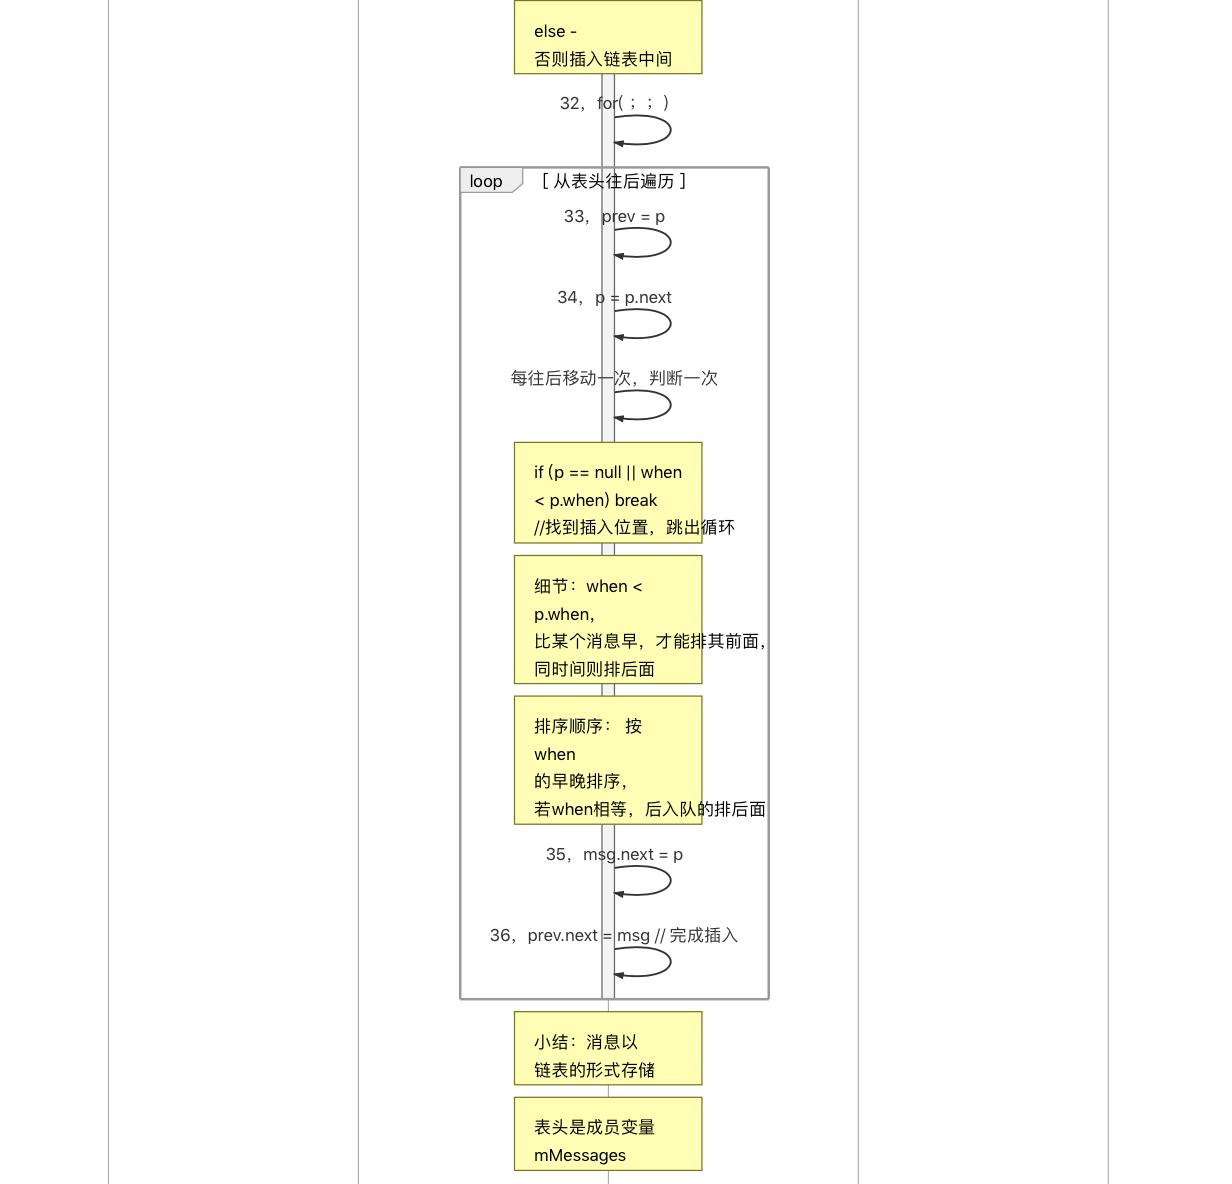 else -
否则插入链表中间
32，for(；；)
loop
[ 从表头往后遍历 ]
33，prev = p
34，p = p.next
每往后移动一次，判断一次
if (p == null || when
< p.when) break
//找到插入位置，跳出循环
细节：when <
p.when，
比某个消息早，才能排其前面，
同时间则排后面
排序顺序： 按
when
的早晚排序，
若when相等，后入队的排后面
35，msg.next = p
36，prev.next = msg // 完成插入
小结：消息以
链表的形式存储
表头是成员变量
mMessages